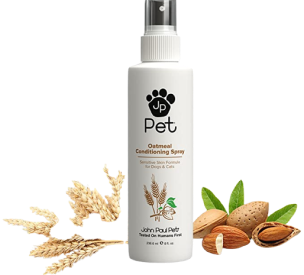 JP
Pet
Oatmeal
Conditioning Spray
Sensitive Skin Formula
for Dogs & Cats
John Paul Pet®
Tested On Humans First!